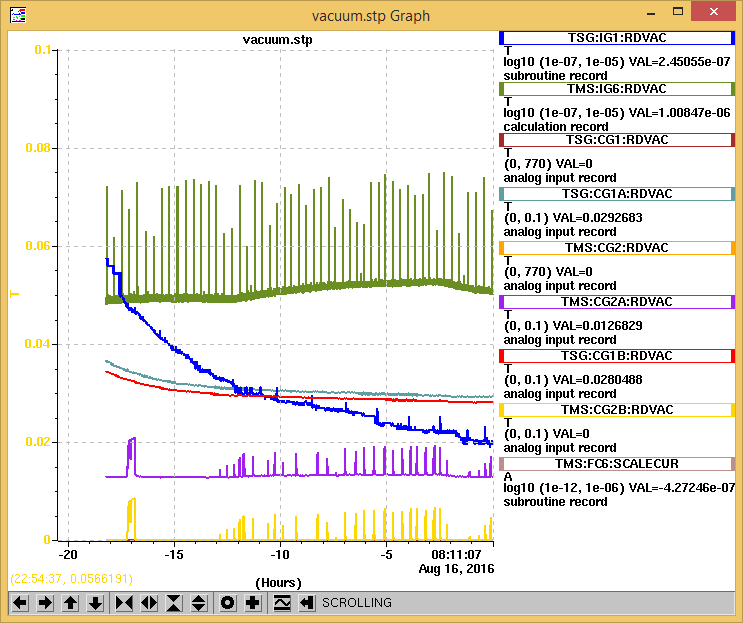 vacuum.stp Graph
vacuum.stp
0.1
0.08
0.06
T
0.04
0.02
0
-20
-15
-10
-5
08:11:07
Aug 16, 2016
(22:54:37, 0.0566191)
(Hours)
TSG:IG1:RDVAC
T
log10 (1e-07, 1e-05) VAL=2.45055e-07
subroutine record
TMS:IG6:RDVAC
T
log10 (1e-07, 1e-05) VAL=1.00847e-06
calculation record
TSG:CG1:RDVAC
T
(0, 770) VAL=0
analog input record
TSG:CG1A:RDVAC
T
(0, 0.1) VAL=0.0292683
analog input record
TMS:CG2:RDVAC
T
(0, 770) VAL=0
analog input record
TMS:CG2A:RDVAC
T
(0, 0.1) VAL=0.0126829
analog input record
TSG:CG1B:RDVAC
T
(0, 0.1) VAL=0.0280488
analog input record
TMS:CG2B:RDVAC
T
(0, 0.1) VAL=0
analog input record
TMS:FC6:SCALECUR
A
log10 (1e-12, 1e-06) VAL=-4.27246e-07
subroutine record
SCROLLING